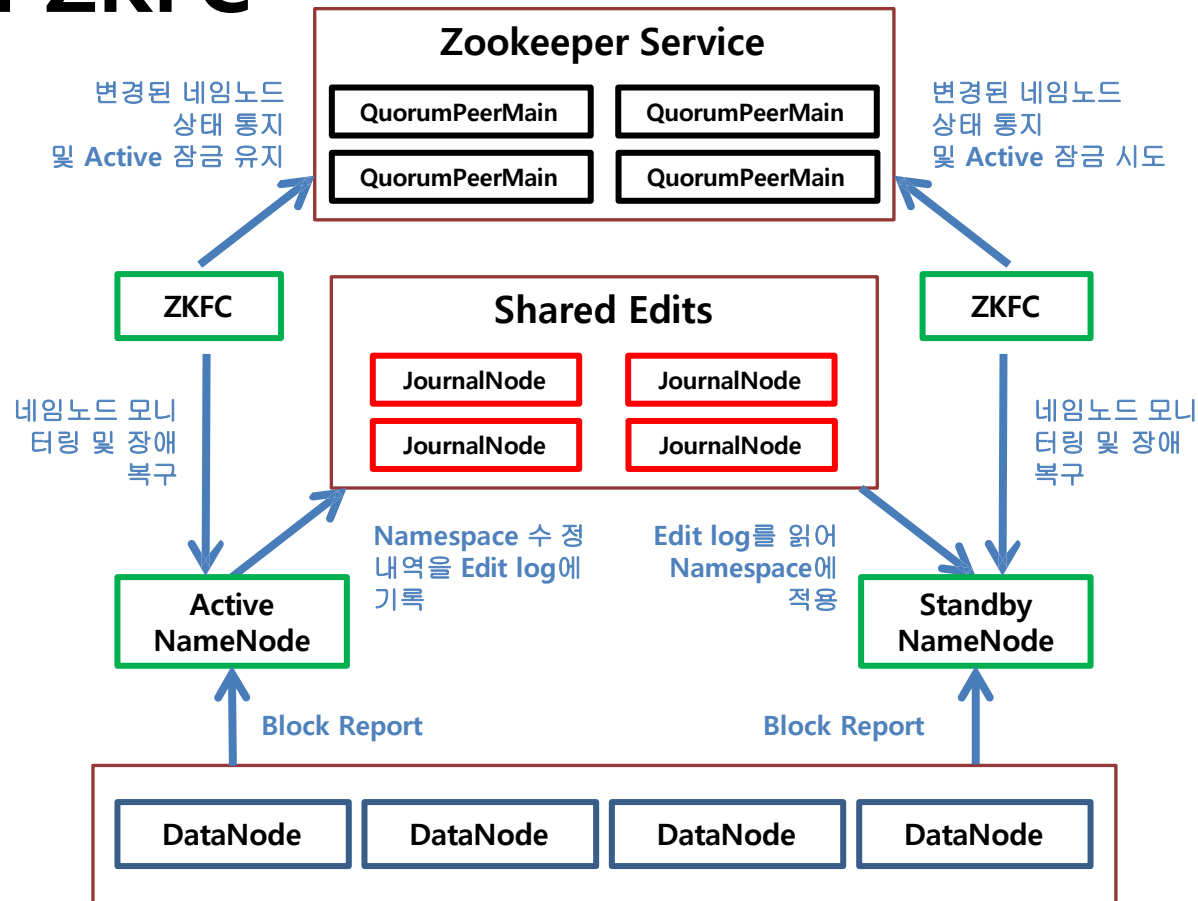 ZKFC
Zookeeper Service
변경된 네임노드
상태 통지
및 Active 잠금 유지
QuorumPeerMain
QuorumPeerMain
변경된 네임노드
상태 통지
및 Active 잠금 시도
QuorumPeerMain
QuorumPeerMain
ZKFC
Shared Edits
ZKFC
JournalNode
JournalNode
네임노드 모니
터링 및 장애
복구
JournalNode
JournalNode
네임노드 모니
터링 및 장애
복구
Namespace 수 정
내역을 Edit log에
기록
Edit log를 읽어
Namespace에
적용
Active
NameNode
Standby
NameNode
Block Report
Block Report
DataNode
DataNode
DataNode
DataNode